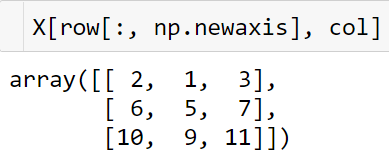 X[row[:, np.newaxis], col]
array([[ 2,  1,  3],
       [ 6,  5,  7],
       [10,  9, 11]])